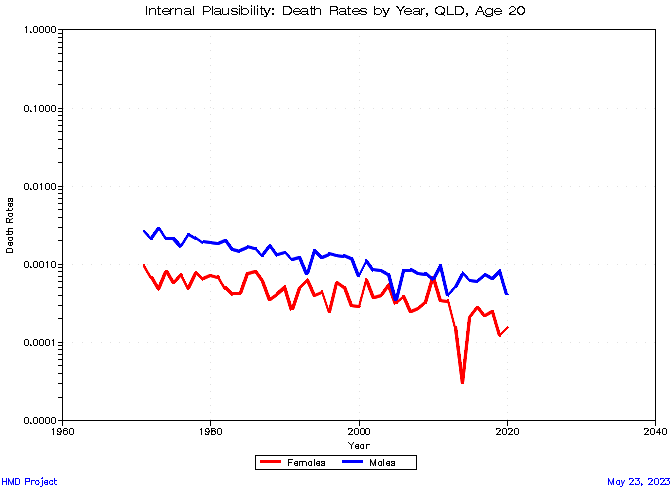 Internal Plausibility: Death Rates by Year, QLD, Age 20
1.0000
0.1000
0.0100
0.0010
0.0001
0.0000
Death Rates
1960 1980 2000 2020 2040
Year
Females Males
HMD Project May 23, 2023